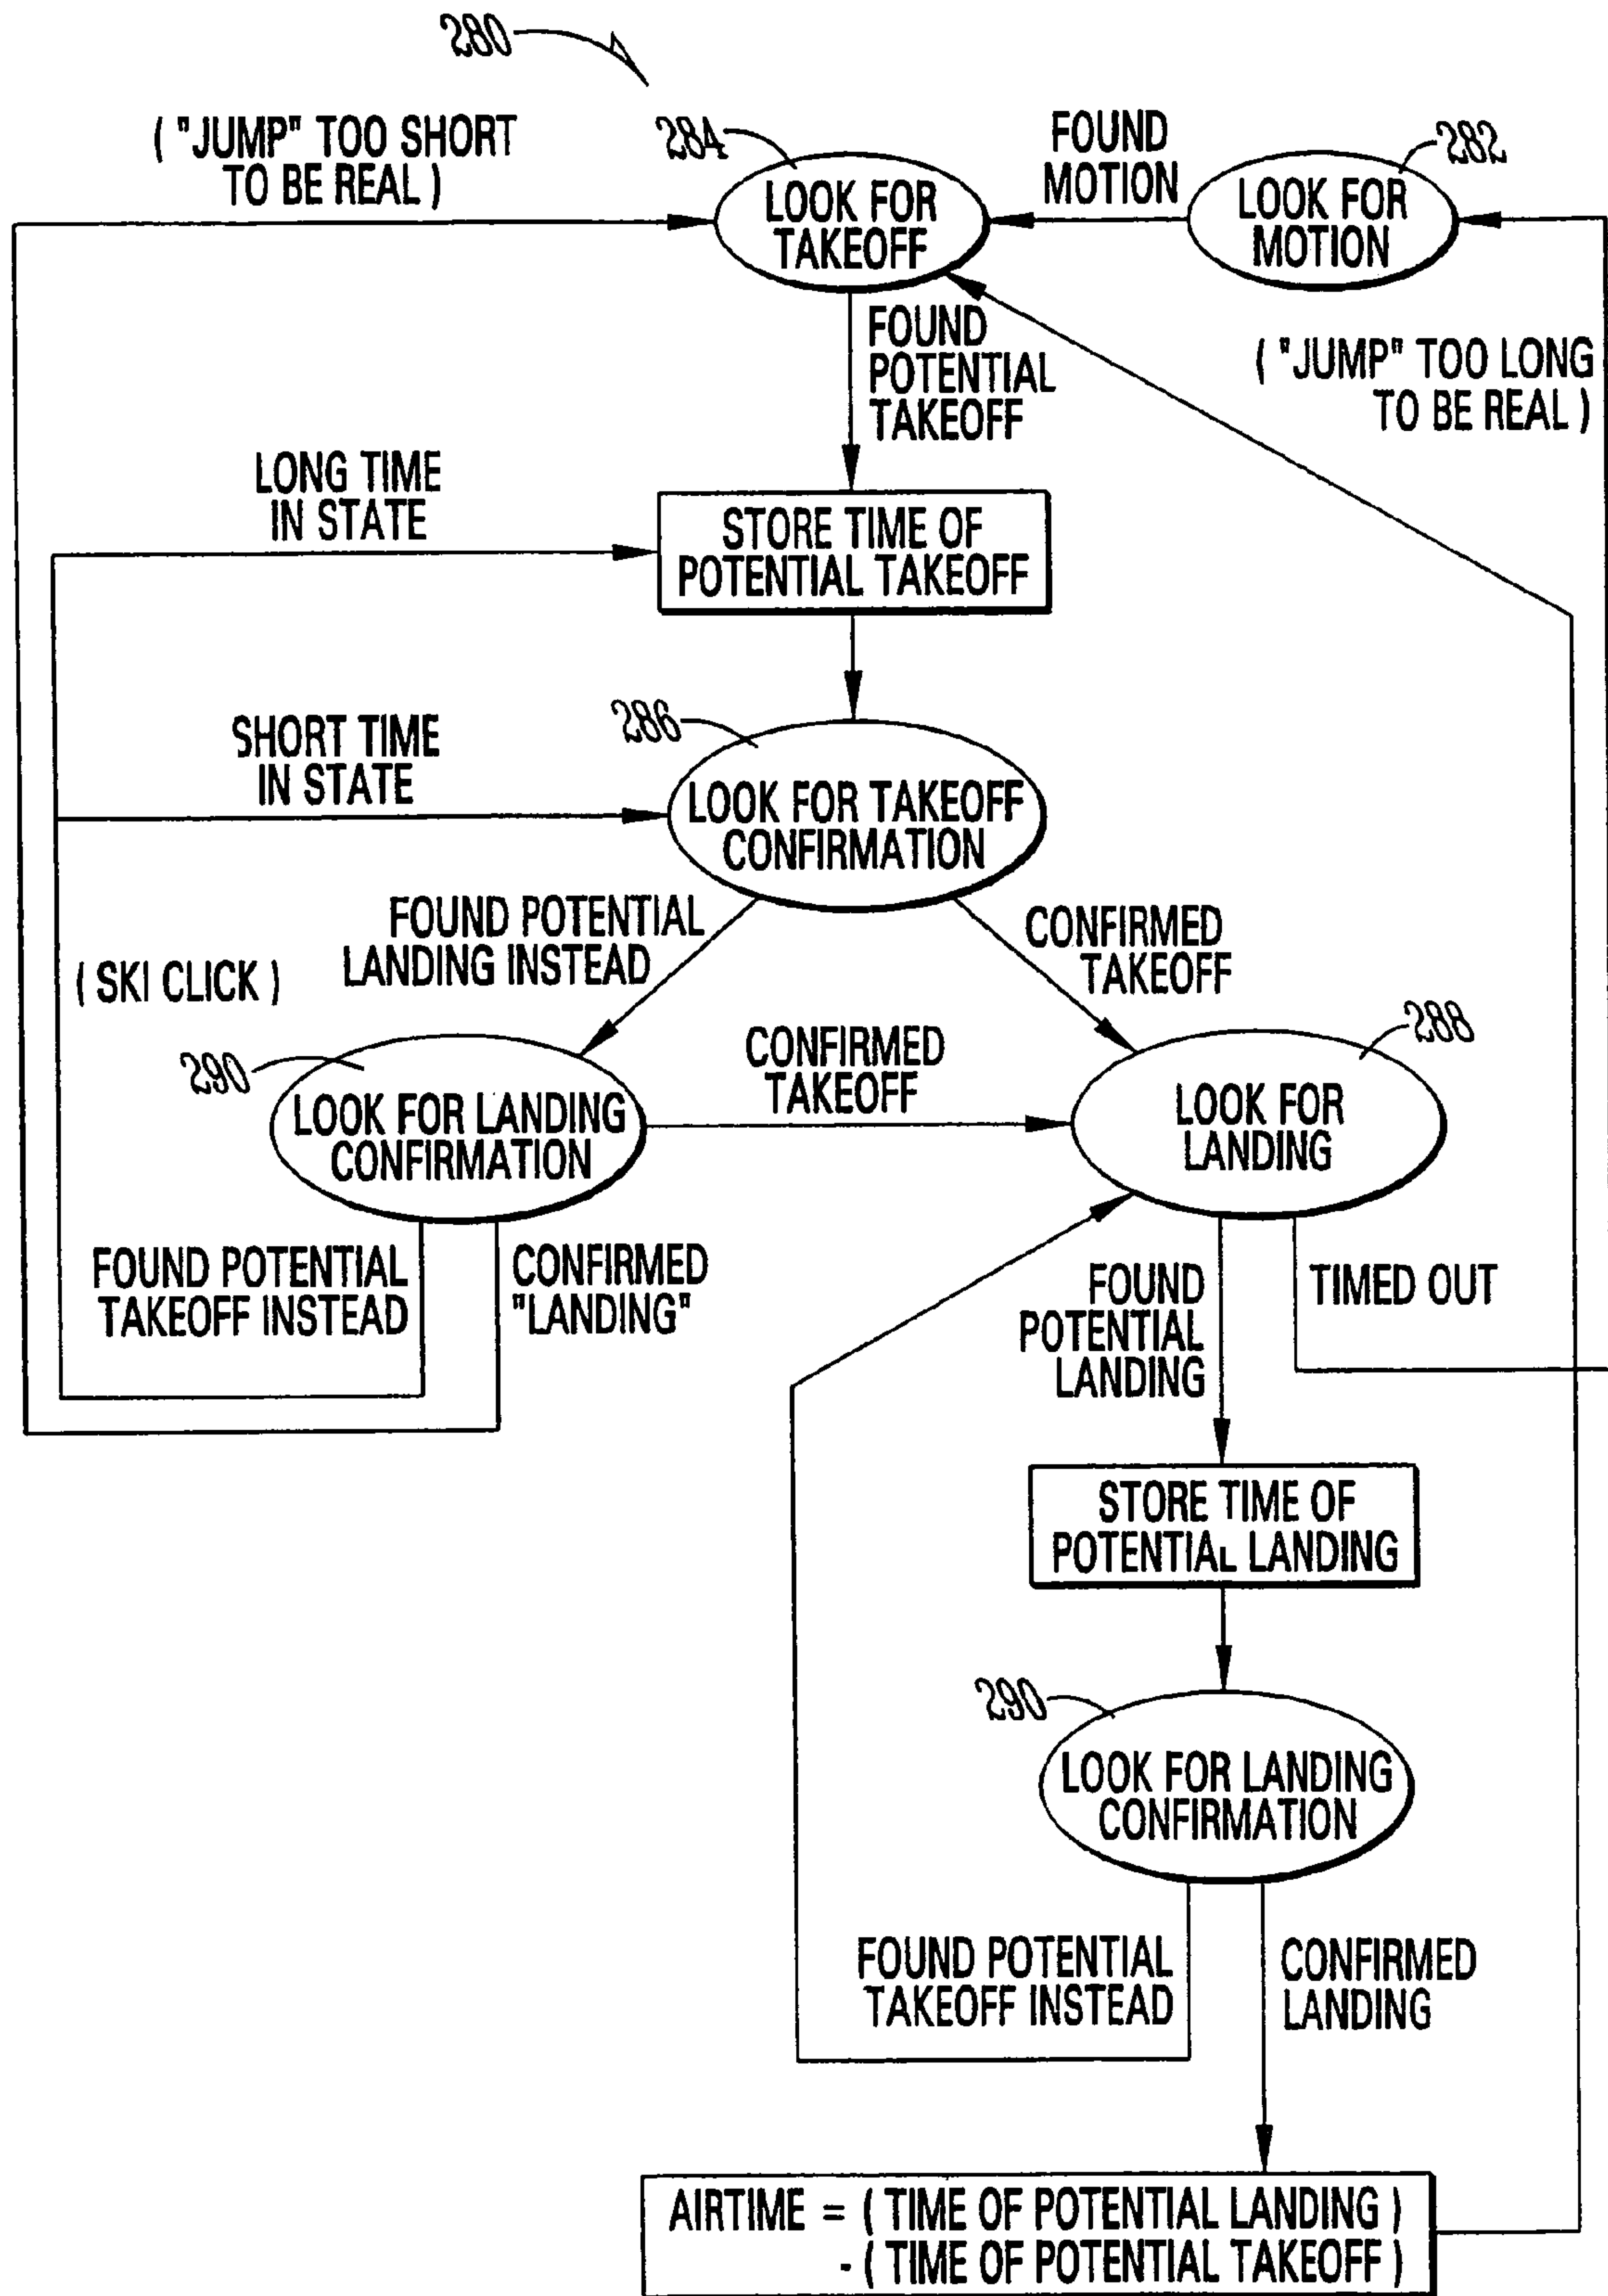 280
( "JUMP" TOO SHORT
TO BE REAL )
284
FOUND
MOTION
282
LOOK FOR
TAKEOFF
LOOK FOR
MOTION
FOUND
POTENTIAL
TAKEOFF
( "JUMP" TOO LONG
TO BE REAL )
LONG TIME
IN STATE
STORE TIME OF
POTENTIAL TAKEOFF
SHORT TIME
IN STATE
286
LOOK FOR TAKEOFF
CONFIRMATION
FOUND POTENTIAL
LANDING INSTEAD
CONFIRMED
TAKEOFF
( SKI CLICK )
290
CONFIRMED
TAKEOFF
288
LOOK FOR LANDING
CONFIRMATION
LOOK FOR
LANDING
FOUND POTENTIAL
TAKEOFF INSTEAD
CONFIRMED
"LANDING"
FOUND
POTENTIAL
LANDING
TIMED OUT
STORE TIME OF
POTENTIAL LANDING
290
LOOK FOR LANDING
CONFIRMATION
FOUND POTENTIAL
TAKEOFF INSTEAD
CONFIRMED
LANDING
AIRTIME = ( TIME OF POTENTIAL LANDING )
- ( TIME OF POTENTIAL TAKEOFF )